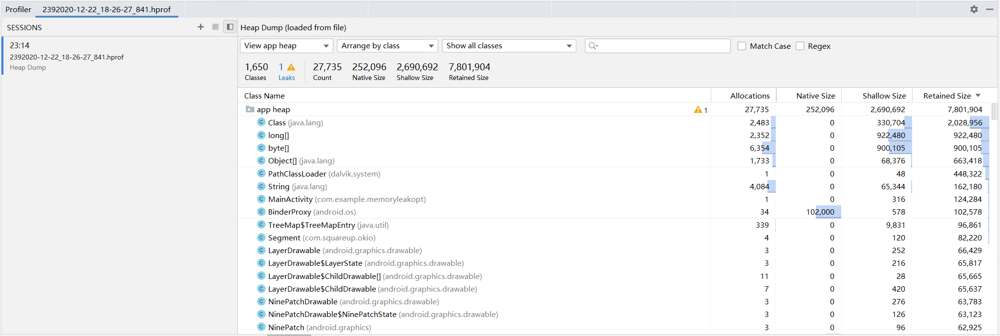 Profiler 2392020-12-22_18-26-27_841.hprof
SESSIONS
23:14
2392020-12-22_18-26-27_841.hprof
Heap Dump
Heap Dump (loaded from file)
View app heap Arrange by class Show all classes Match Case Regex
1,650 1 27,735 252,096 2,690,692 7,801,904
Classes Leaks Count Native Size Shallow Size Retained Size
Class Name Allocations Native Size Shallow Size Retained Size
app heap 1 27,735 252,096 2,690,692 7,801,904
C Class (java.lang) 2,483 0 330,704 2,028,956
C long[] 2,352 0 922,480 922,480
C byte[] 6,354 0 900,105 900,105
C Object[] (java.lang) 1,733 0 68,376 663,418
C PathClassLoader (dalvik.system) 1 0 48 448,322
C String (java.lang) 4,084 0 65,344 162,180
C MainActivity (com.example.memoryleakopt) 1 0 316 124,284
C BinderProxy (android.os) 34 102,000 578 102,578
C TreeMap$TreeMapEntry (java.util) 339 0 9,831 96,861
C Segment (com.squareup.okio) 4 0 120 82,220
C LayerDrawable (android.graphics.drawable) 3 0 252 66,429
C LayerDrawable$LayerState (android.graphics.drawable) 3 0 216 65,817
C LayerDrawable$ChildDrawable[] (android.graphics.drawable) 11 0 28 65,665
C LayerDrawable$ChildDrawable (android.graphics.drawable) 7 0 420 65,637
C NinePatchDrawable (android.graphics.drawable) 3 0 276 63,783
C NinePatchDrawable$NinePatchState (android.graphics.drawable) 3 0 126 63,123
C NinePatch (android.graphics) 3 0 96 62,925